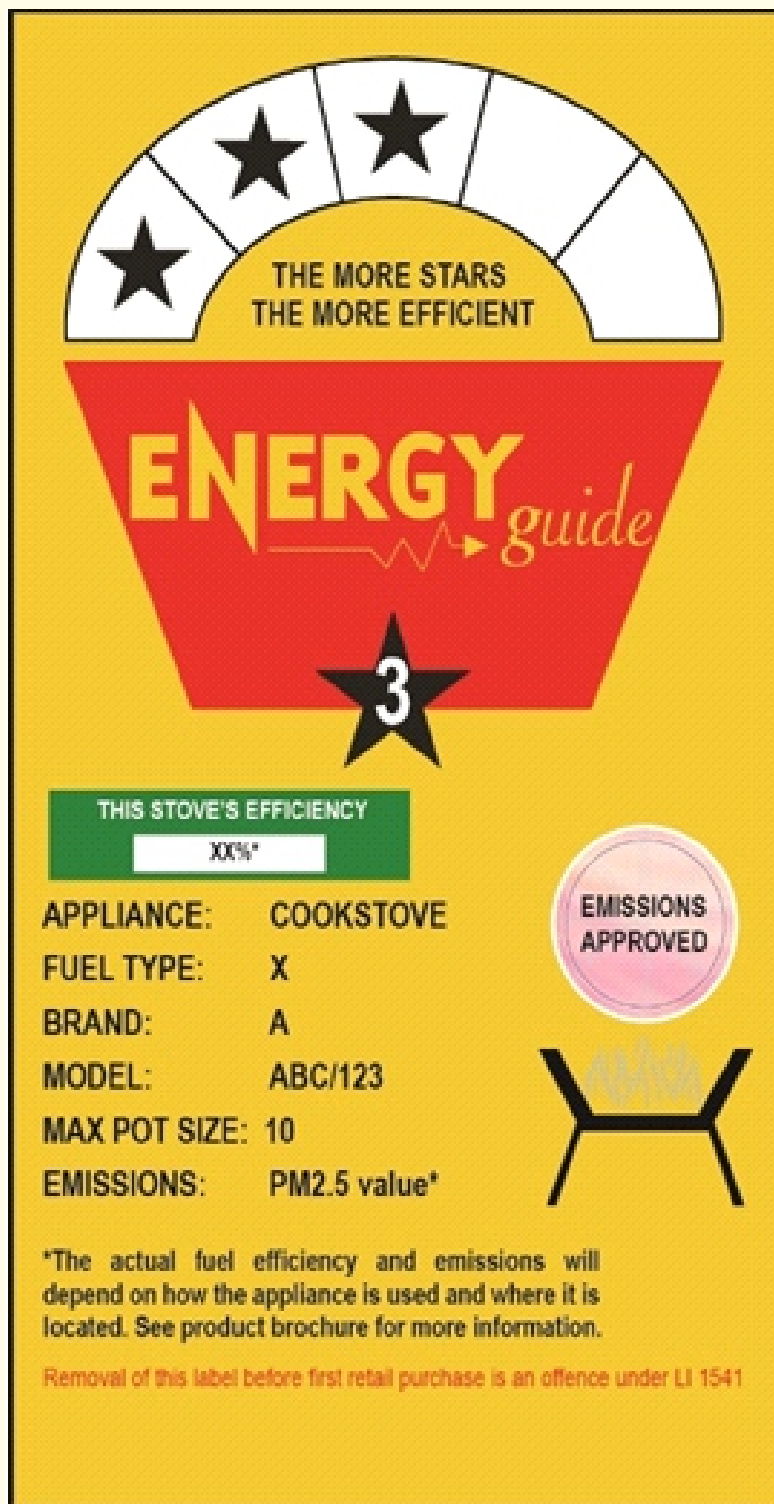 THE MORE STARS
THE MORE EFFICIENT
ENERGY guide
3
THIS STOVE'S EFFICIENCY
XX%*
APPLIANCE: COOKSTOVE
FUEL TYPE: X
BRAND: A
MODEL: ABC/123
MAX POT SIZE: 10
EMISSIONS: PM2.5 value*
EMISSIONS
APPROVED
*The actual fuel efficiency and emissions will
depend on how the appliance is used and where it is
located. See product brochure for more information.
Removal of this label before first retail purchase is an offence under LI 1541